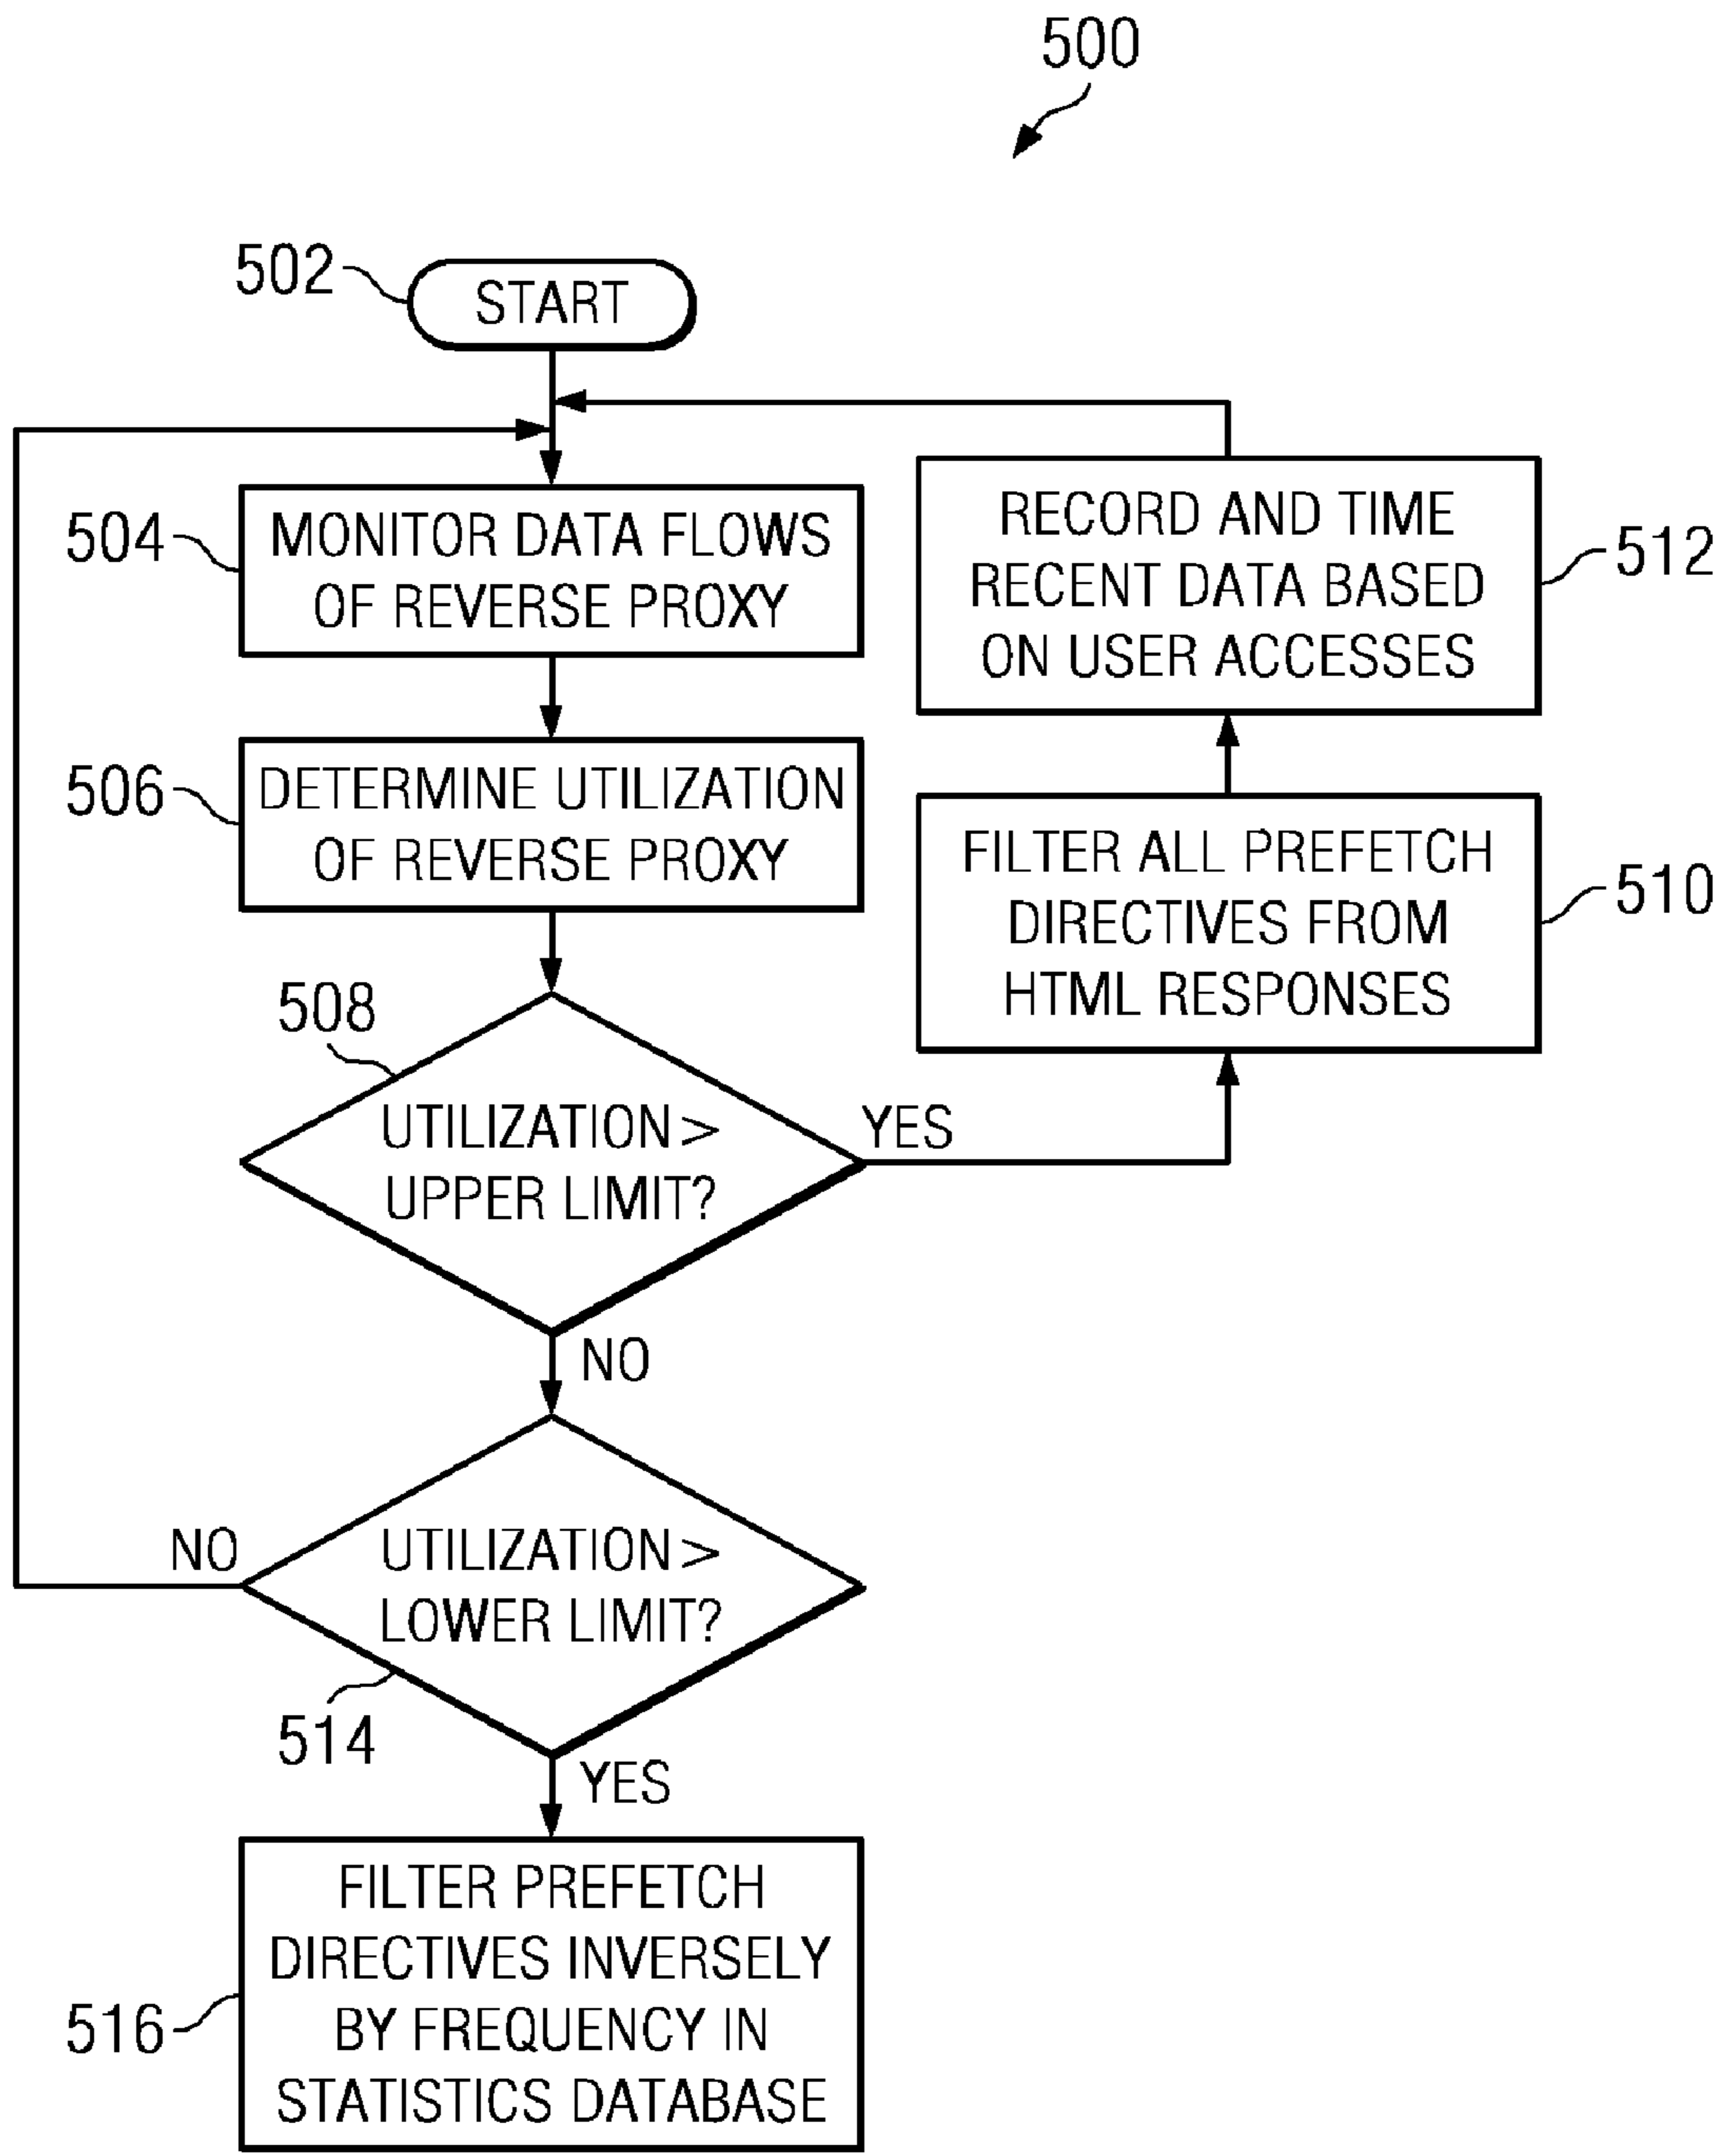 500
502
START
504
MONITOR DATA FLOWS
OF REVERSE PROXY
506
DETERMINE UTILIZATION
OF REVERSE PROXY
508
UTILIZATION >
UPPER LIMIT?
YES
NO
510
FILTER ALL PREFETCH
DIRECTIVES FROM
HTML RESPONSES
512
RECORD AND TIME
RECENT DATA BASED
ON USER ACCESSES
UTILIZATION >
LOWER LIMIT?
514
NO
YES
516
FILTER PREFETCH
DIRECTIVES INVERSELY
BY FREQUENCY IN
STATISTICS DATABASE